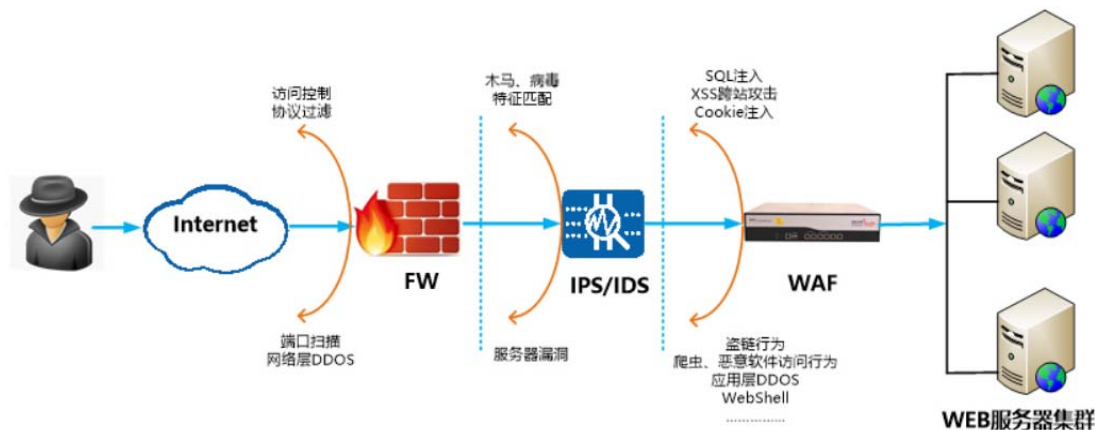 访问控制
协议过滤
木马、病毒
特征匹配
SQL注入
XSS跨站攻击
Cookie注入
Internet
FW
IPS/IDS
WAF
端口扫描
网络层DDOS
服务器漏洞
盗链行为
爬虫、恶意软件访问行为
应用层DDOS
WebShell
……………
WEB服务器集群